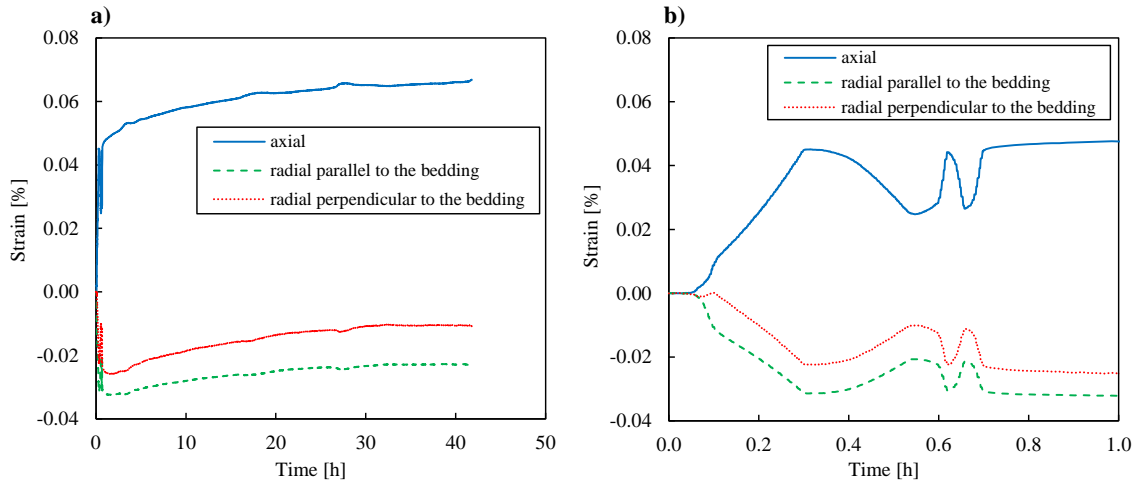 a)
Strain [%]
0.08
0.06
0.04
0.02
0.00
-0.02
-0.04
axial
radial parallel to the bedding
radial perpendicular to the bedding
0 10 20 30 40 50
Time [h]
b)
Strain [%]
0.08
0.06
0.04
0.02
0.00
-0.02
-0.04
axial
radial parallel to the bedding
radial perpendicular to the bedding
0.0 0.2 0.4 0.6 0.8 1.0
Time [h]